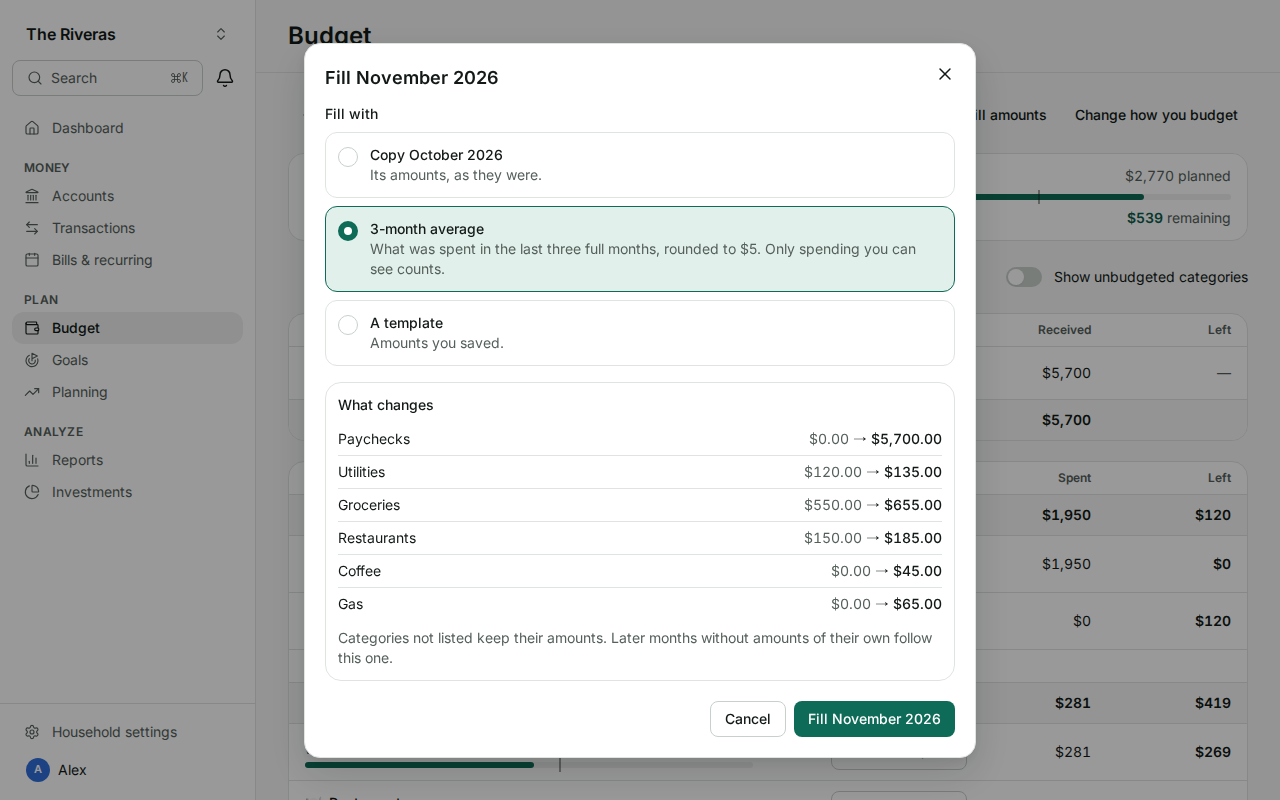 The Riveras
Search ⌘K
Dashboard
MONEY
Accounts
Transactions
Bills & recurring
PLAN
Budget
Goals
Planning
ANALYZE
Reports
Investments
Household settings
A Alex
Budget
Fill November 2026
Fill with
Copy October 2026
Its amounts, as they were.
3-month average
What was spent in the last three full months, rounded to $5. Only spending you can
see counts.
A template
Amounts you saved.
What changes
Paychecks $0.00 → $5,700.00
Utilities $120.00 → $135.00
Groceries $550.00 → $655.00
Restaurants $150.00 → $185.00
Coffee $0.00 → $45.00
Gas $0.00 → $65.00
Categories not listed keep their amounts. Later months without amounts of their own follow
this one.
Cancel Fill November 2026
amounts Change how you budget
$2,770 planned
$539 remaining
Show unbudgeted categories
Received Left
$5,700 —
$5,700
Spent Left
$1,950 $120
$1,950 $0
$0 $120
$281 $419
$281 $269